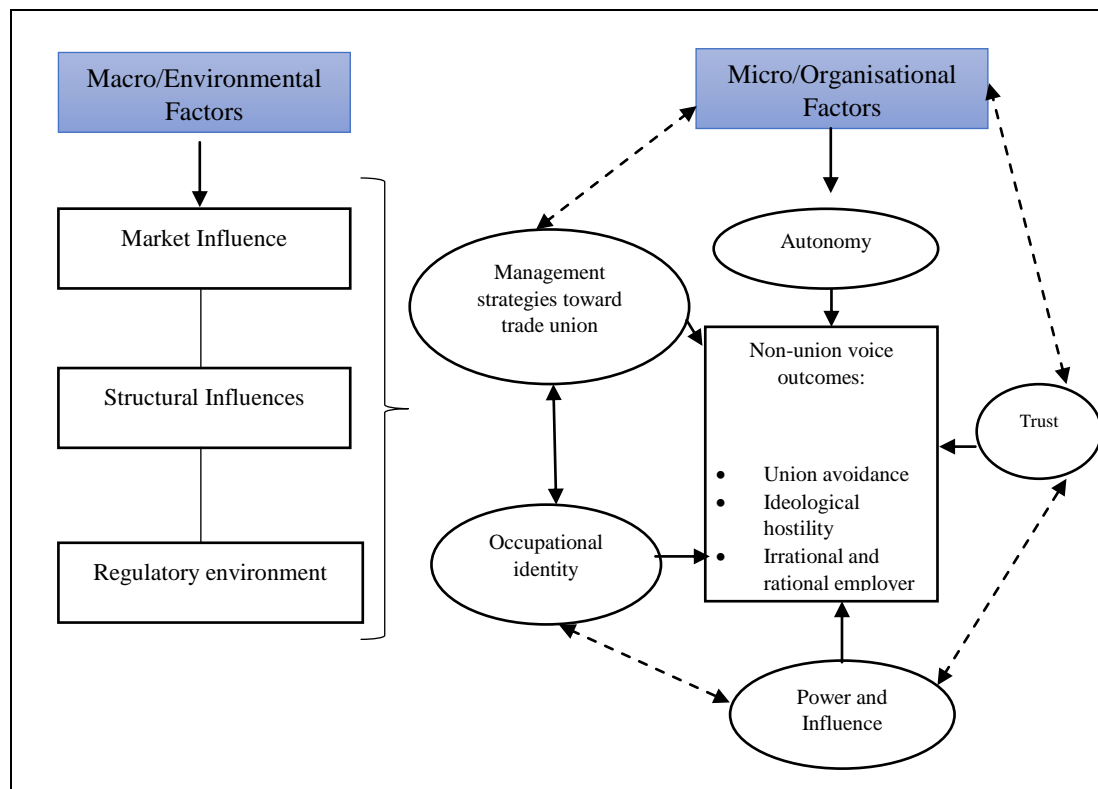 Macro/Environmental
Factors
Market Influence
Structural Influences
Regulatory environment
Micro/Organisational
Factors
Autonomy
Management
strategies toward
trade union
Non-union voice
outcomes:
• Union avoidance
• Ideological
hostility
• Irrational and
rational employer
Trust
Occupational
identity
Power and
Influence